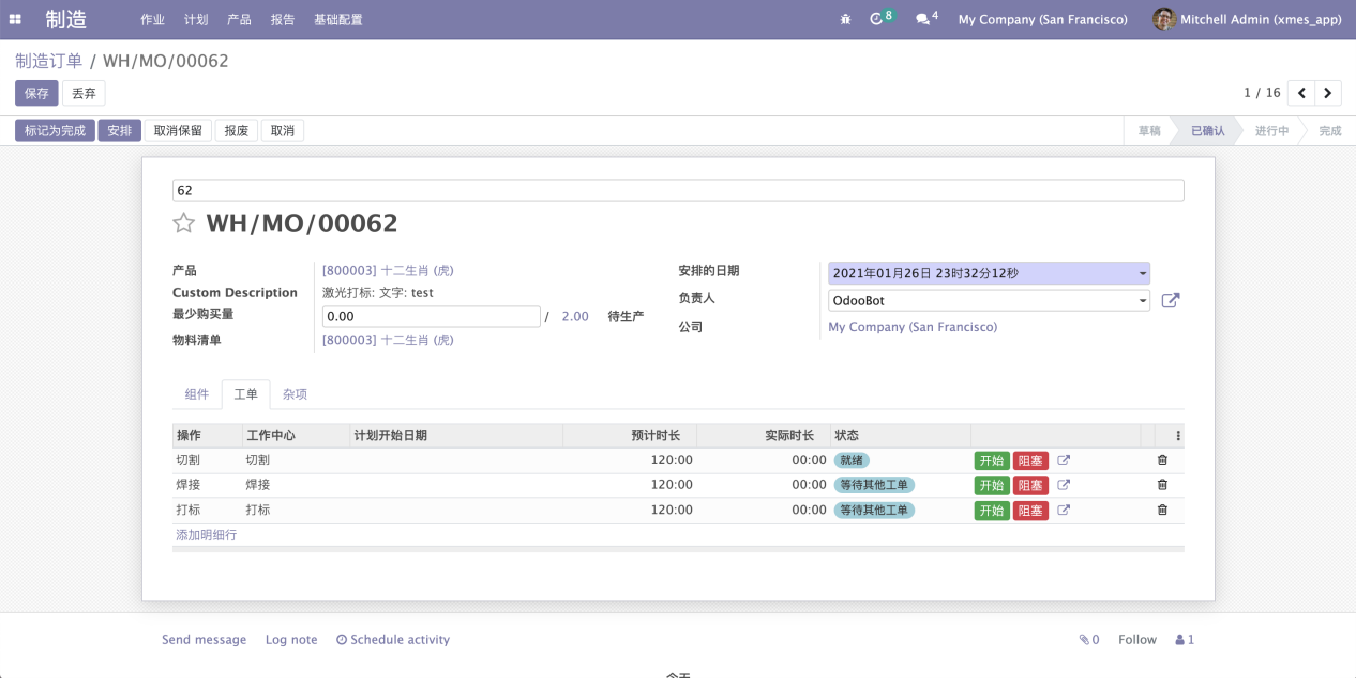 制造 作业 计划 产品 报告 基础配置 8 4 My Company (San Francisco) Mitchell Admin (xmes_app)
制造订单 / WH/MO/00062
保存 丢弃 1 / 16
标记为完成 安排 取消保留 报废 取消 草稿 已确认 进行中 完成
62
WH/MO/00062
产品 [800003] 十二生肖 (虎) 安排的日期 2021年01月26日 23时32分12秒
Custom Description 激光打标: 文字: test 负责人 OdooBot
最少购买量 0.00 / 2.00 待生产 公司 My Company (San Francisco)
物料清单 [800003] 十二生肖 (虎)
组件 工单 杂项
操作 工作中心 计划开始日期 预计时长 实际时长 状态
切割 切割 120:00 00:00 就绪 开始 阻塞
焊接 焊接 120:00 00:00 等待其他工单 开始 阻塞
打标 打标 120:00 00:00 等待其他工单 开始 阻塞
添加明细行
Send message Log note Schedule activity 0 Follow 1